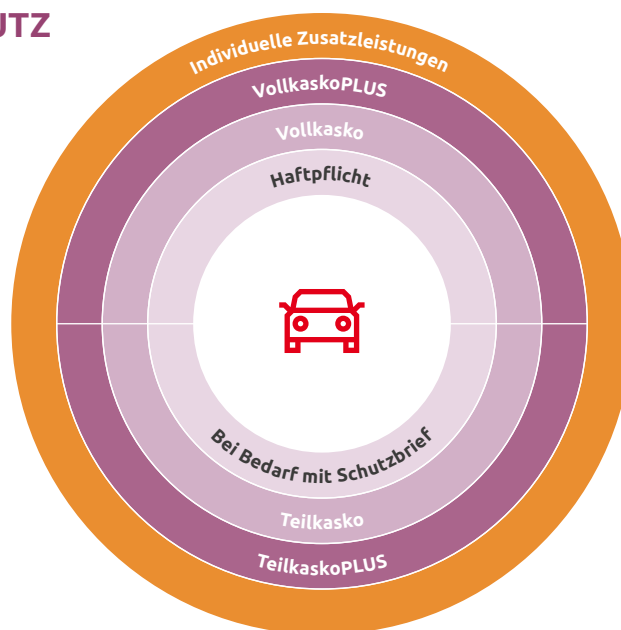 UTZ
Individuelle Zusatzleistungen
VollkaskoPLUS
Vollkasko
Haftpflicht
Bei Bedarf mit Schutzbrief
Teilkasko
TeilkaskoPLUS